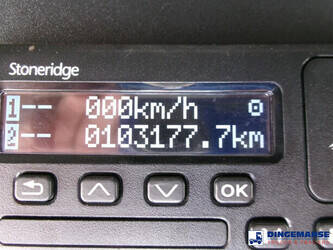 Stoneridge
1-- 000km/h
2-- 0103177.7km
OK
DINGEMANSE